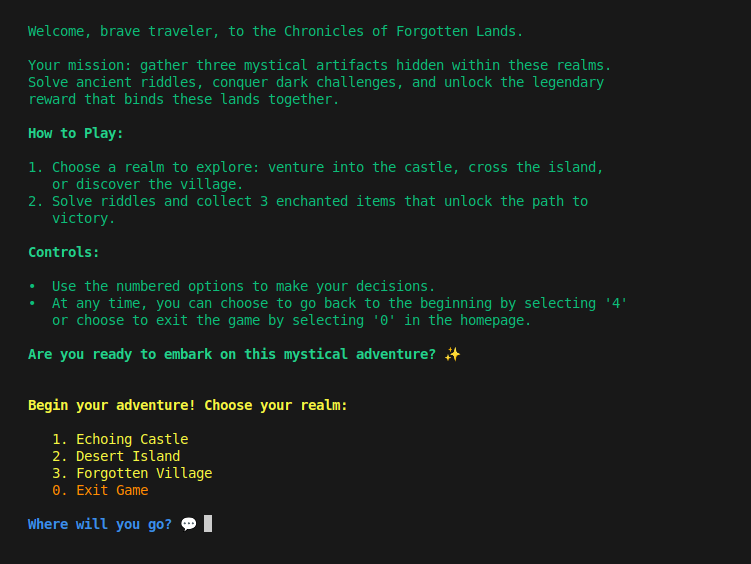 Welcome, brave traveler, to the Chronicles of Forgotten Lands.
Your mission: gather three mystical artifacts hidden within these realms.
Solve ancient riddles, conquer dark challenges, and unlock the legendary
reward that binds these lands together.
How to Play:
1. Choose a realm to explore: venture into the castle, cross the island,
or discover the village.
2. Solve riddles and collect 3 enchanted items that unlock the path to
victory.
Controls:
• Use the numbered options to make your decisions.
• At any time, you can choose to go back to the beginning by selecting '4'
or choose to exit the game by selecting '0' in the homepage.
Are you ready to embark on this mystical adventure? ✨
Begin your adventure! Choose your realm:
1. Echoing Castle
2. Desert Island
3. Forgotten Village
0. Exit Game
Where will you go? 💬